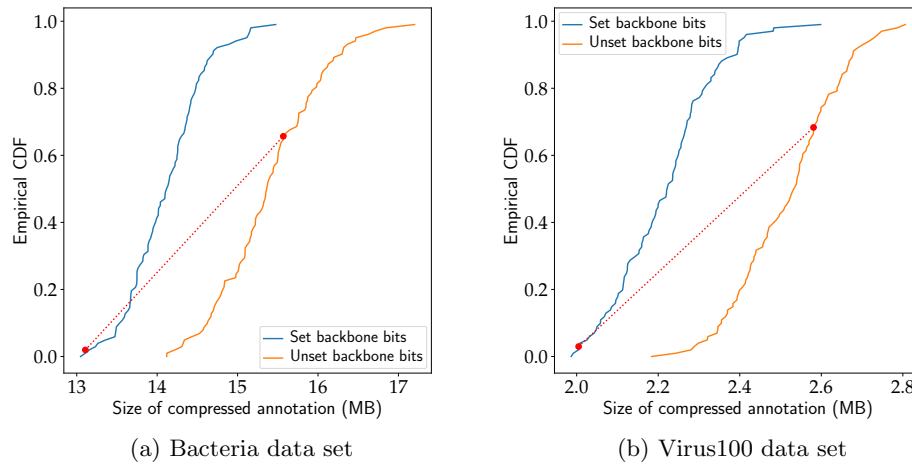 1.0
0.8
0.6
0.4
0.2
0.0
Empirical CDF
Set backbone bits
Unset backbone bits
13 14 15 16 17
Size of compressed annotation (MB)
(a) Bacteria data set
Set backbone bits
Unset backbone bits
1.0
0.8
0.6
0.4
0.2
0.0
Empirical CDF
2.0 2.2 2.4 2.6 2.8
Size of compressed annotation (MB)
(b) Virus100 data set